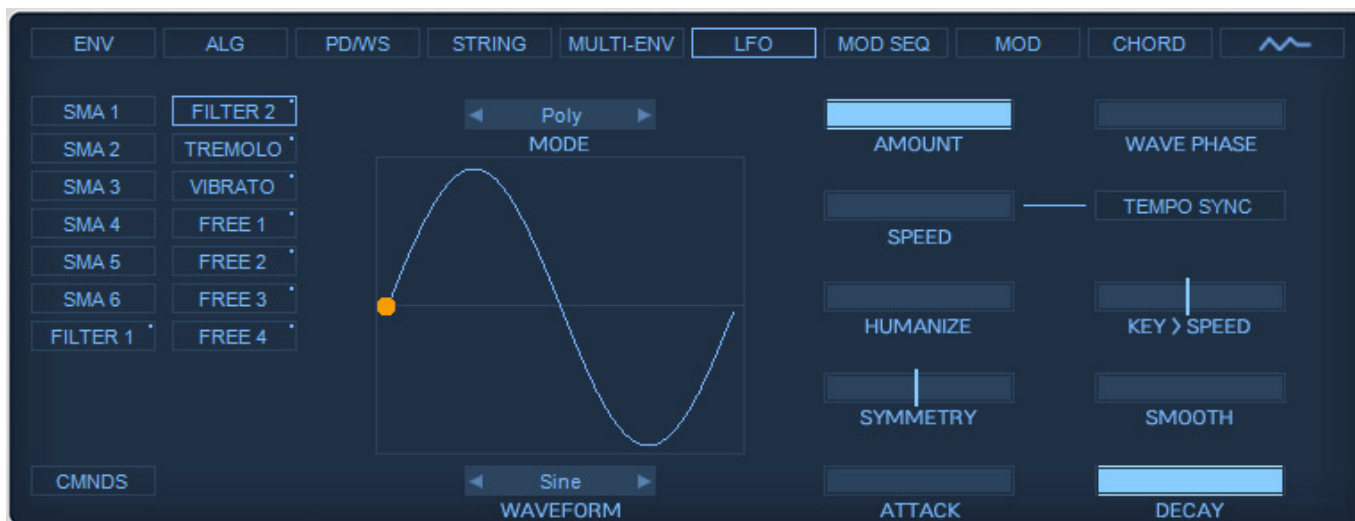 ENV ALG PD/WS STRING MULTI-ENV LFO MOD SEQ MOD CHORD
SMA 1 FILTER 2 Poly
MODE AMOUNT WAVE PHASE
SMA 2 TREMOLO
SMA 3 VIBRATO
TEMPO SYNC
SMA 4 FREE 1
SPEED
SMA 5 FREE 2
SMA 6 FREE 3
HUMANIZE KEY > SPEED
FILTER 1 FREE 4
SYMMETRY SMOOTH
CMNDS Sine
WAVEFORM ATTACK DECAY